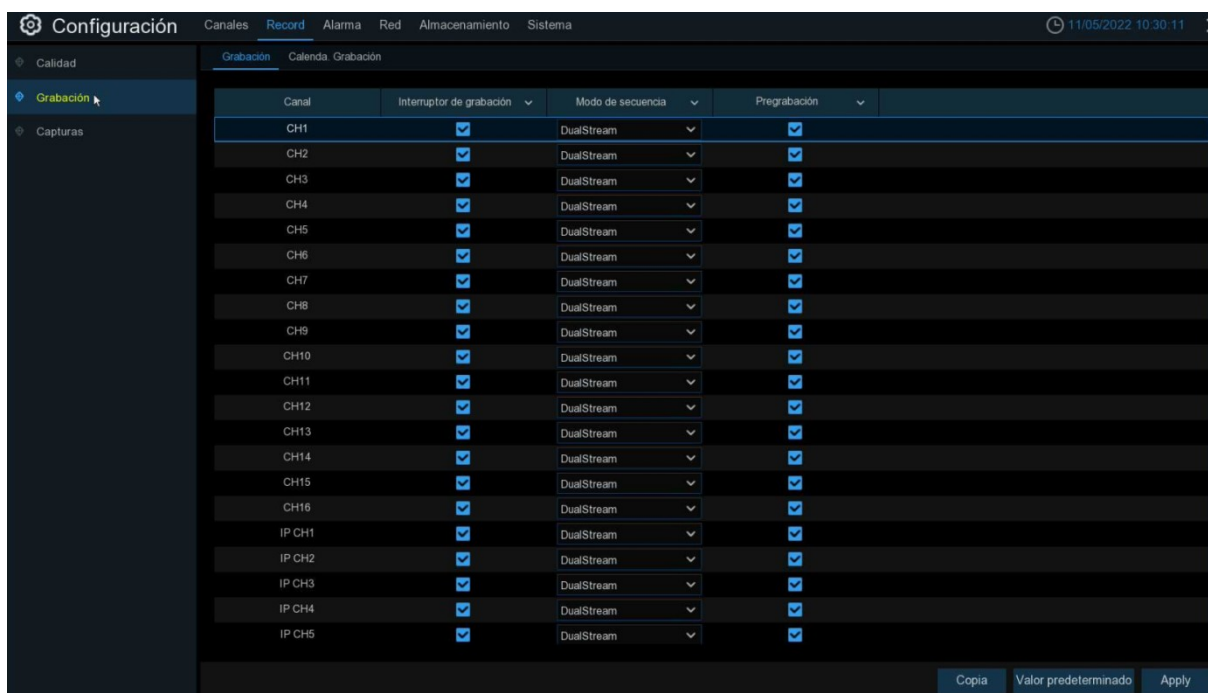 Configuración Canales Record Alarma Red Almacenamiento Sistema 11/05/2022 10:30:11
Calidad
Grabación
Capturas
Grabación Calenda. Grabación
Canal Interruptor de grabación Modo de secuencia Pregrabación
CH1 DualStream
CH2 DualStream
CH3 DualStream
CH4 DualStream
CH5 DualStream
CH6 DualStream
CH7 DualStream
CH8 DualStream
CH9 DualStream
CH10 DualStream
CH11 DualStream
CH12 DualStream
CH13 DualStream
CH14 DualStream
CH15 DualStream
CH16 DualStream
IP CH1 DualStream
IP CH2 DualStream
IP CH3 DualStream
IP CH4 DualStream
IP CH5 DualStream
Copia Valor predeterminado Apply